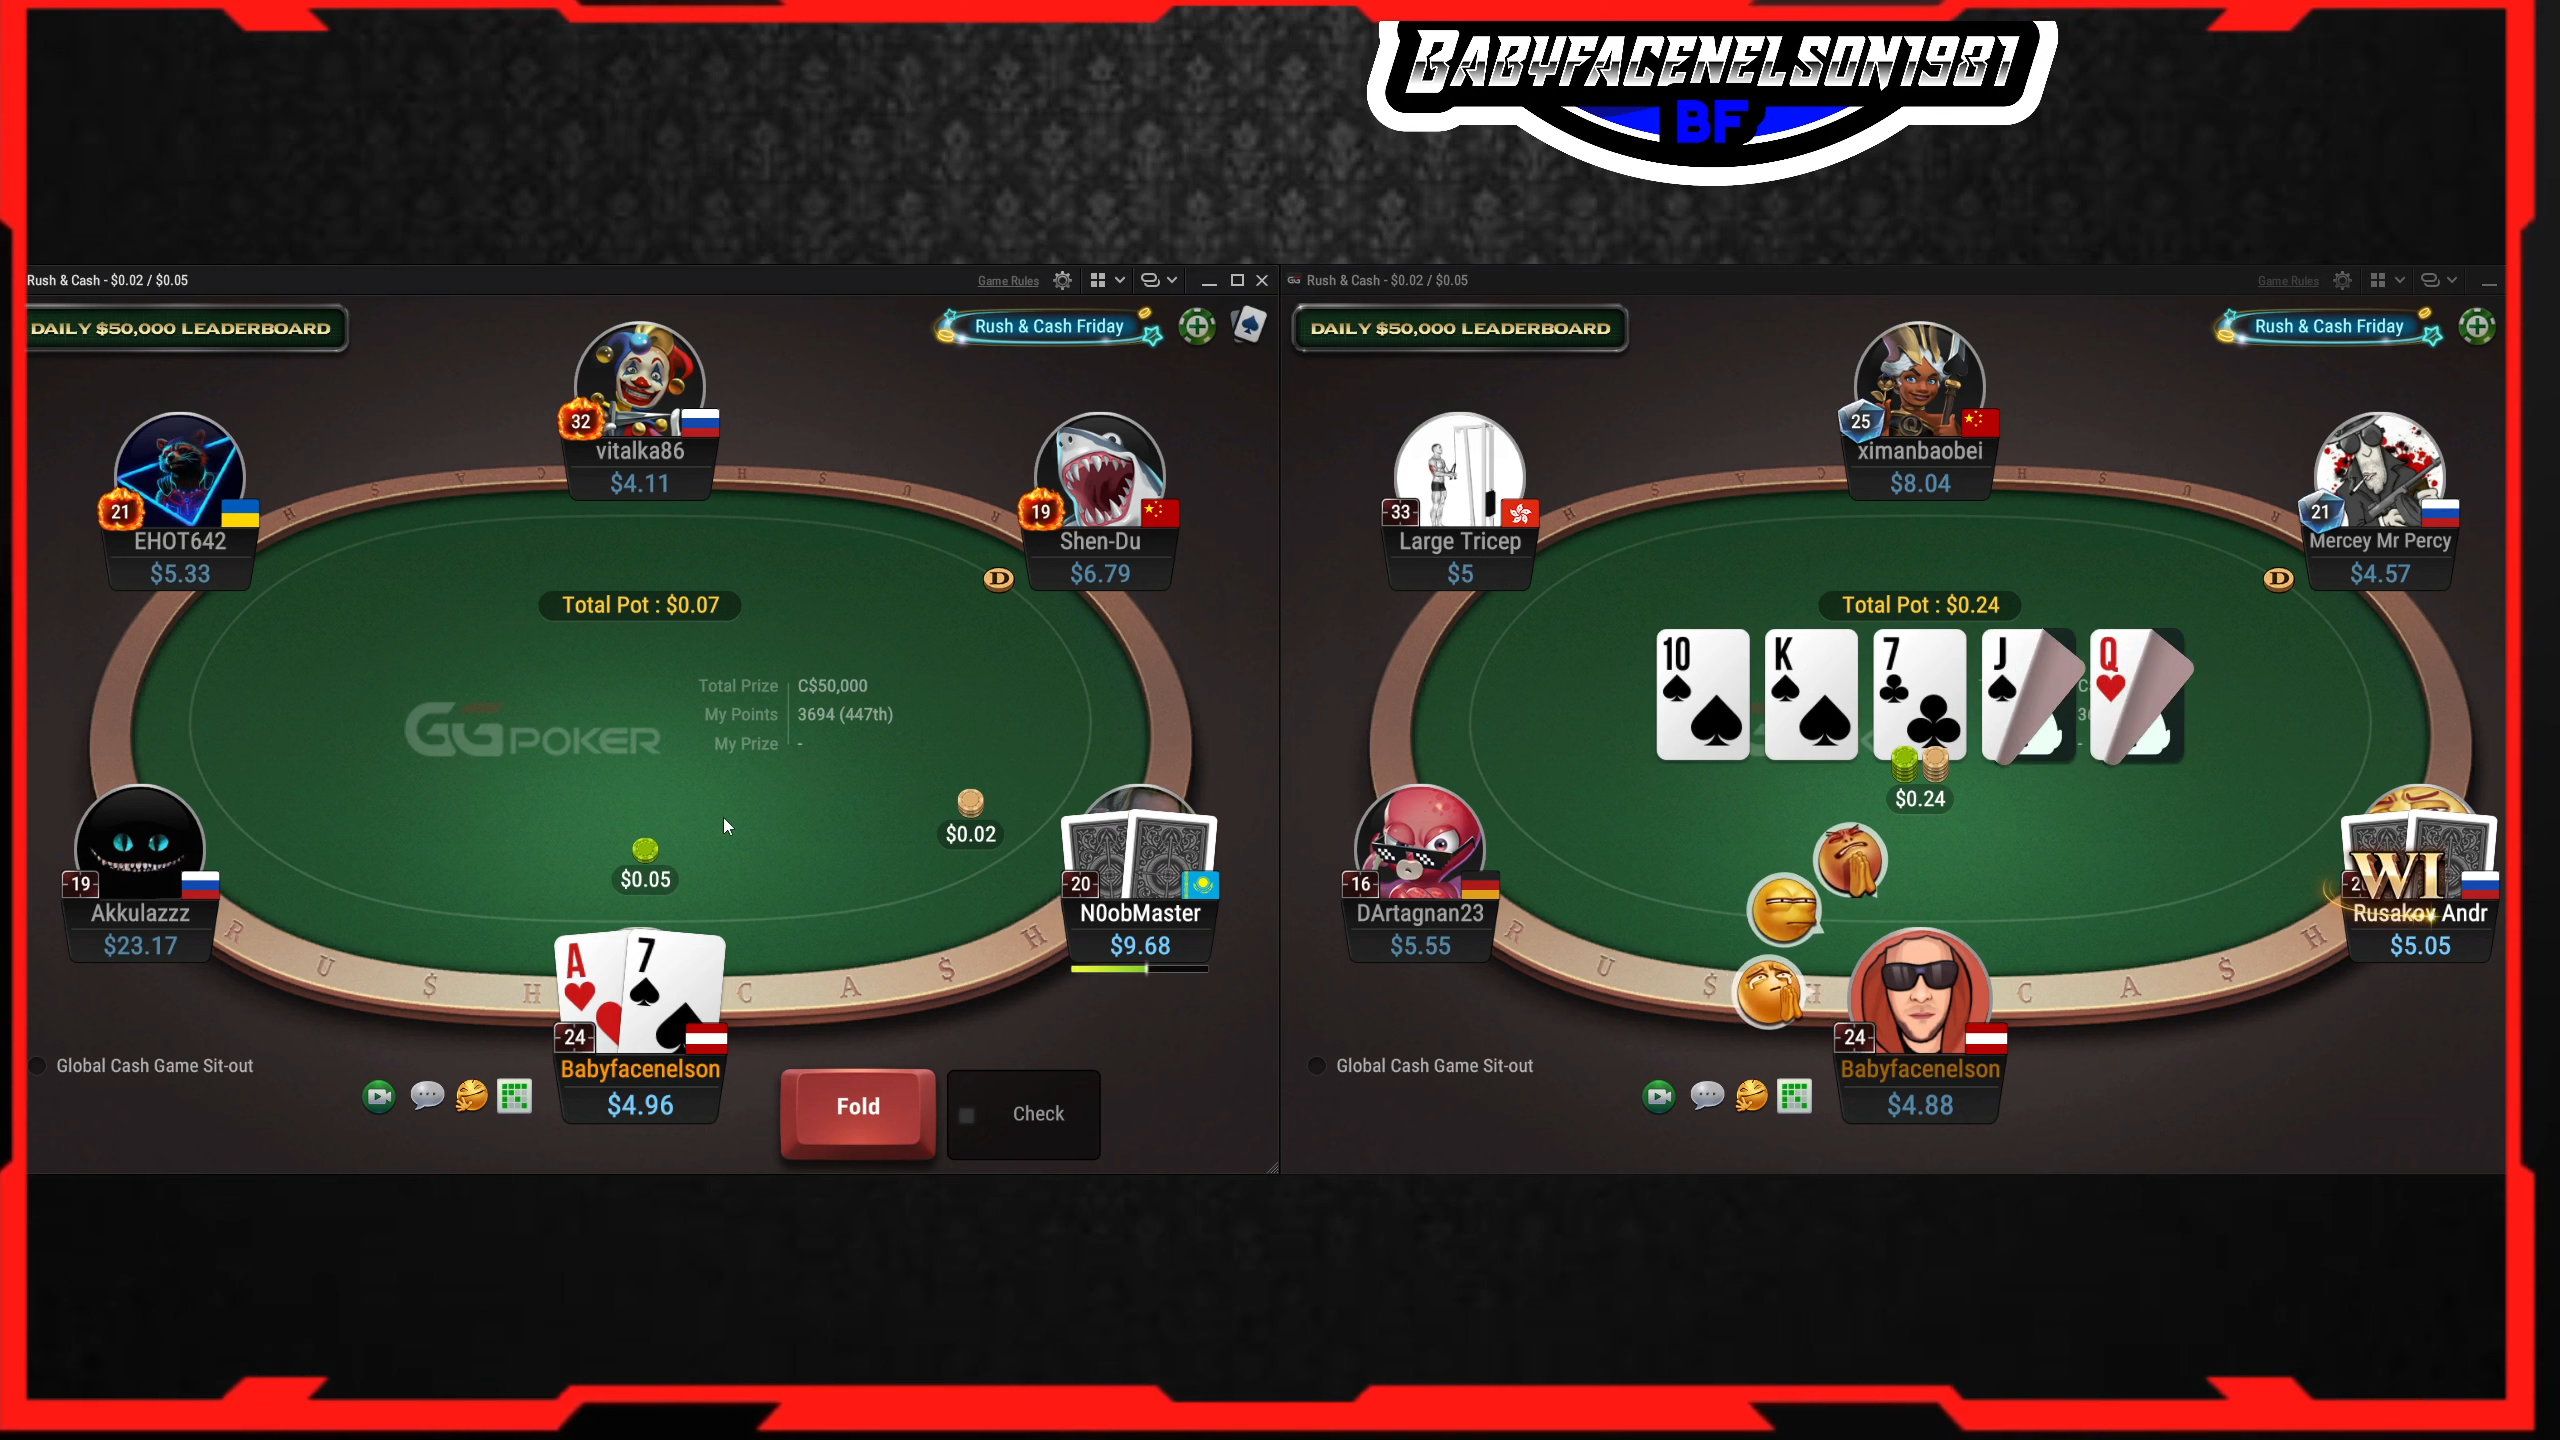 BABYFACENELSON1981
BF
Rush & Cash - $0.02 / $0.05
Game Rules
DAILY $50,000 LEADERBOARD
Rush & Cash Friday
32
vitalka86
$4.11
21
EHOT642
$5.33
19
Shen-Du
$6.79
D
Total Pot : $0.07
Total Prize C$50,000
My Points 3694 (447th)
My Prize -
GGPOKER
$0.02
$0.05
19
Akkulazzz
$23.17
20
N0obMaster
$9.68
RUSH CA$H
A
7
24
Babyfacenelson
$4.96
Global Cash Game Sit-out
Fold
Check
GG Rush & Cash - $0.02 / $0.05
Game Rules
DAILY $50,000 LEADERBOARD
Rush & Cash Friday
25
ximanbaobei
$8.04
33
Large Tricep
$5
21
Mercey Mr Percy
$4.57
D
Total Pot : $0.24
10 K 7 J Q
$0.24
16
DArtagnan23
$5.55
WI
Rusakov Andr
$5.05
RU$H CA$H
24
Babyfacenelson
$4.88
Global Cash Game Sit-out